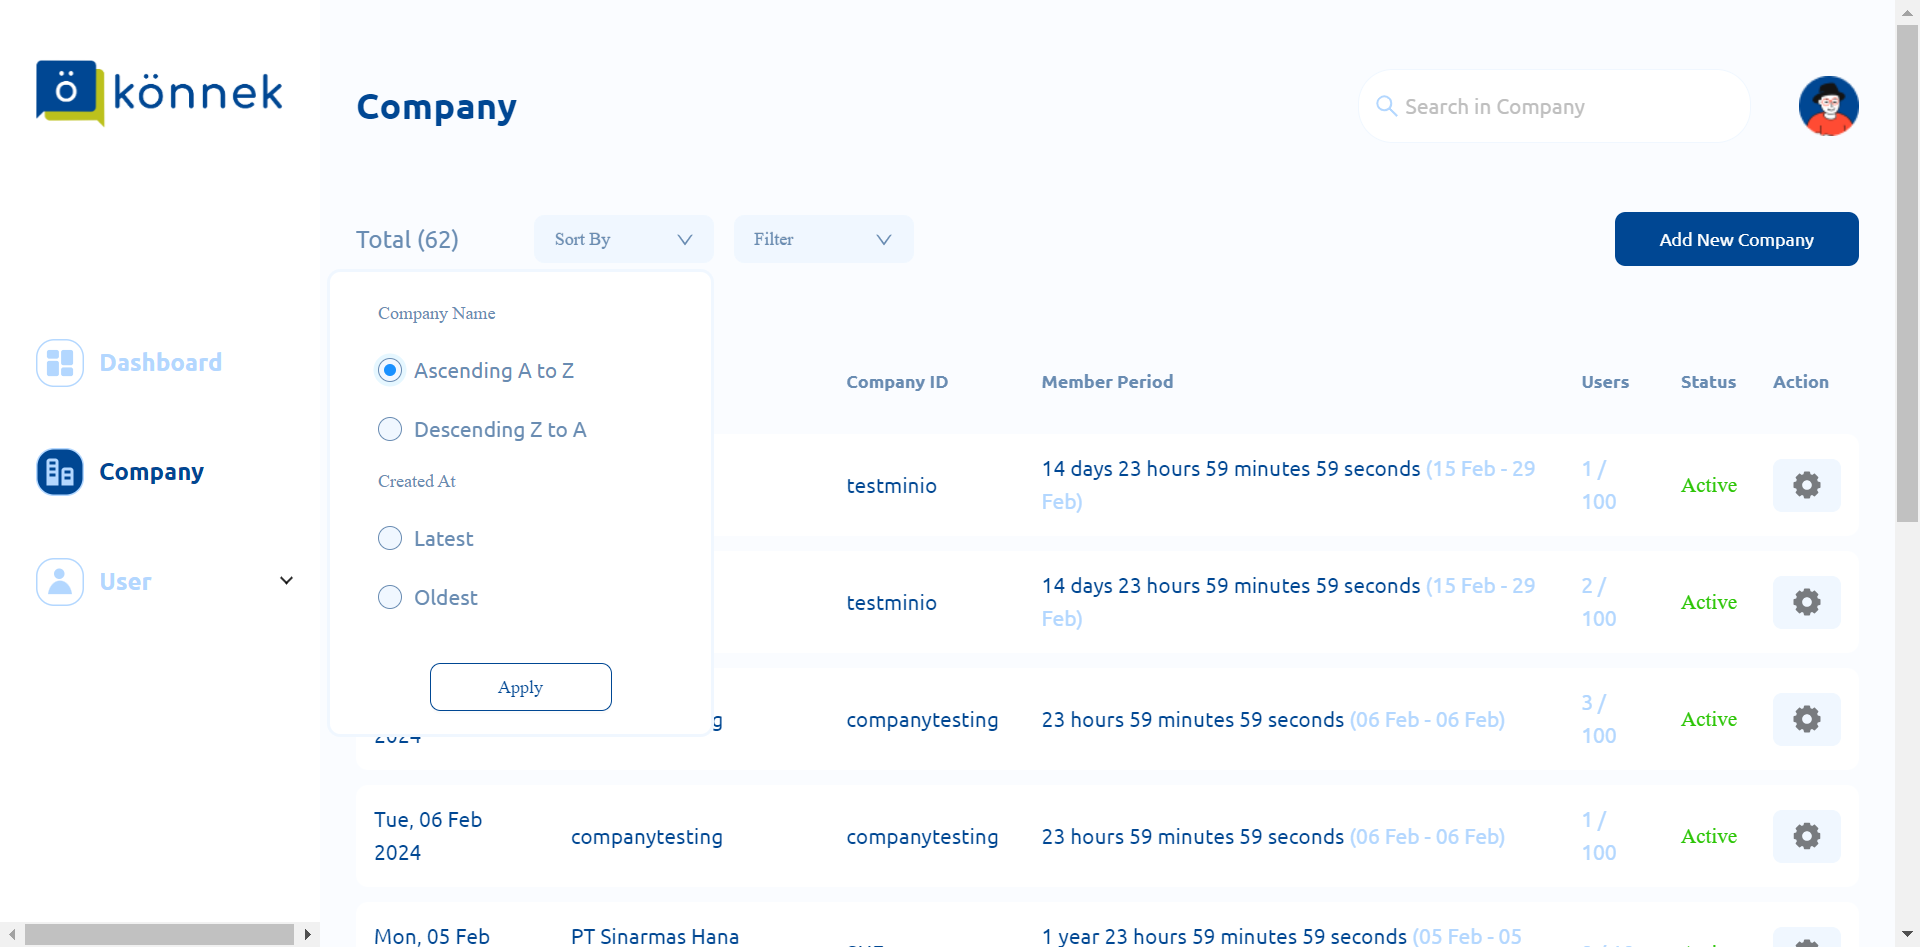 ö könnek
Company
Search in Company
Total (62)
Sort By
Filter
Add New Company
Company Name
Ascending A to Z
Descending Z to A
Created At
Latest
Oldest
Apply
Dashboard
Company
User
Company ID
Member Period
Users
Status
Action
testminio
14 days 23 hours 59 minutes 59 seconds (15 Feb - 29
Feb)
1 /
100
Active
testminio
14 days 23 hours 59 minutes 59 seconds (15 Feb - 29
Feb)
2 /
100
Active
2024
companytesting
23 hours 59 minutes 59 seconds (06 Feb - 06 Feb)
3 /
100
Active
Tue, 06 Feb
2024
companytesting
companytesting
23 hours 59 minutes 59 seconds (06 Feb - 06 Feb)
1 /
100
Active
Mon, 05 Feb
PT Sinarmas Hana
1 year 23 hours 59 minutes 59 seconds (05 Feb - 05